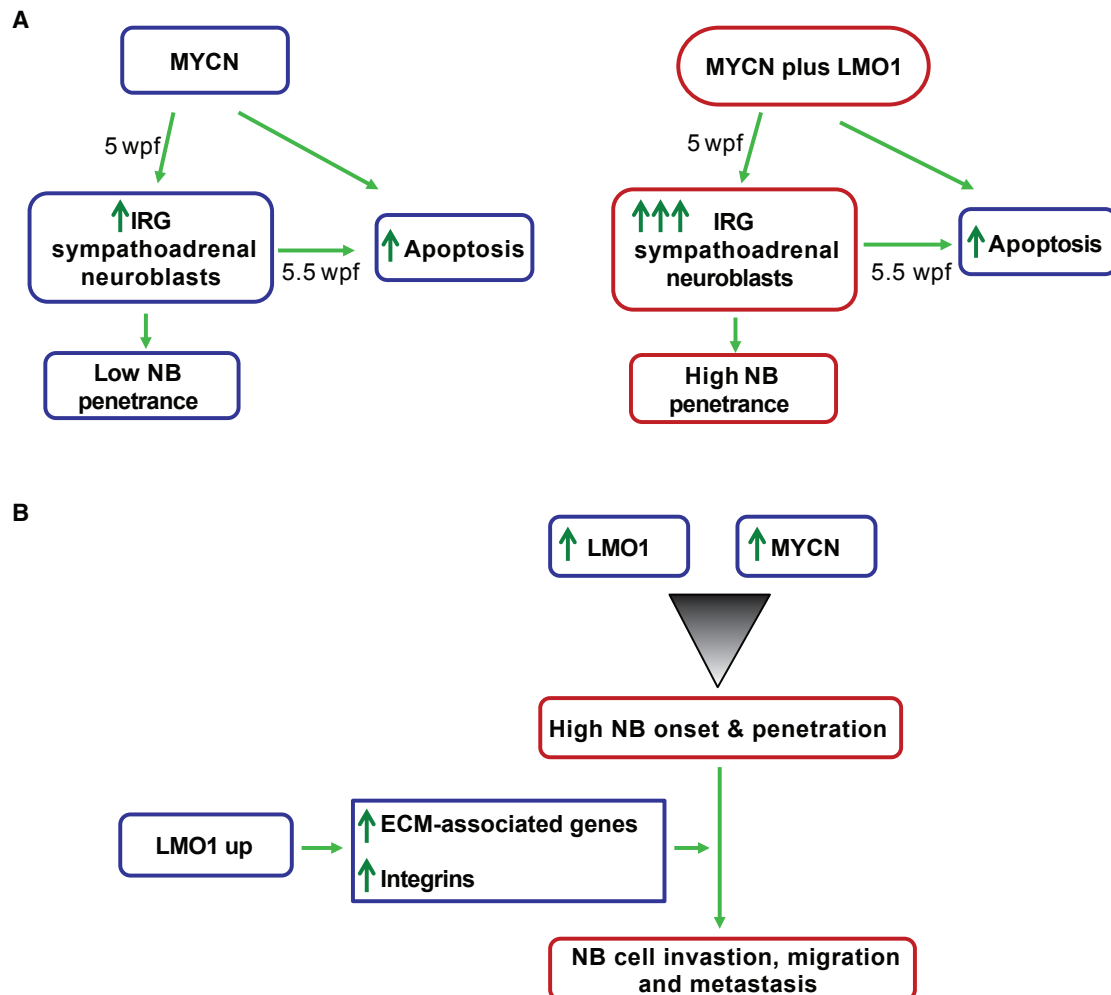 A
MYCN
5 wpf
IRG
sympathoadrenal
neuroblasts
5.5 wpf
Apoptosis
Low NB
penetrance
MYCN plus LMO1
5 wpf
IRG
sympathoadrenal
neuroblasts
5.5 wpf
Apoptosis
High NB
penetrance
B
LMO1
MYCN
High NB onset & penetration
LMO1 up
ECM-associated genes
Integrins
NB cell invastion, migration
and metastasis